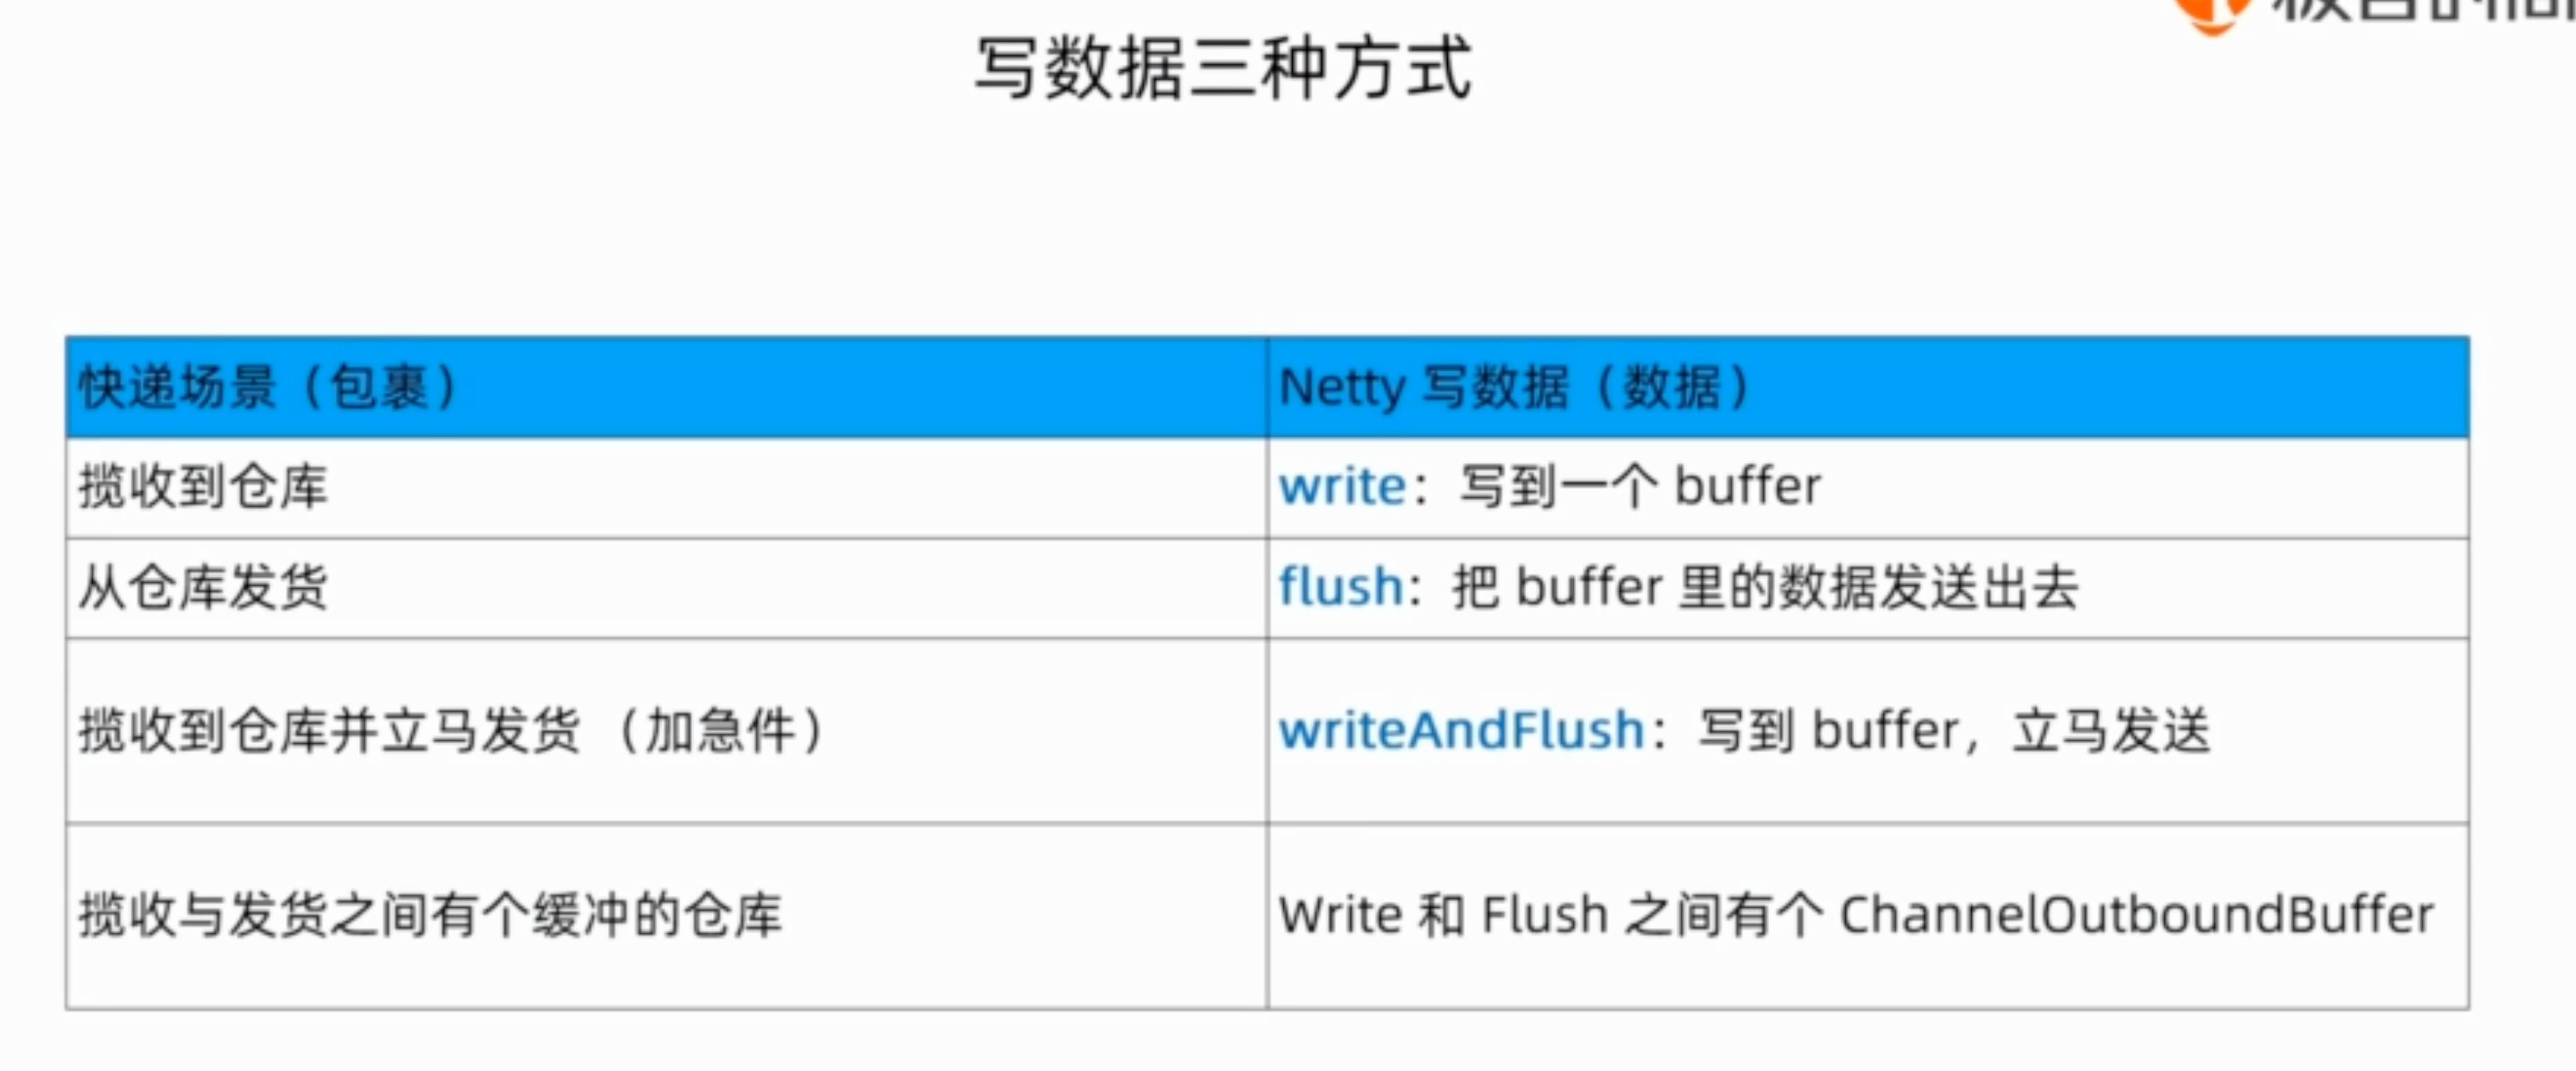 写数据三种方式
快递场景（包裹）
Netty 写数据（数据）
揽收到仓库
write：写到一个 buffer
从仓库发货
flush：把 buffer 里的数据发送出去
揽收到仓库并立马发货 （加急件）
writeAndFlush：写到 buffer，立马发送
揽收与发货之间有个缓冲的仓库
Write 和 Flush 之间有个 ChannelOutboundBuffer